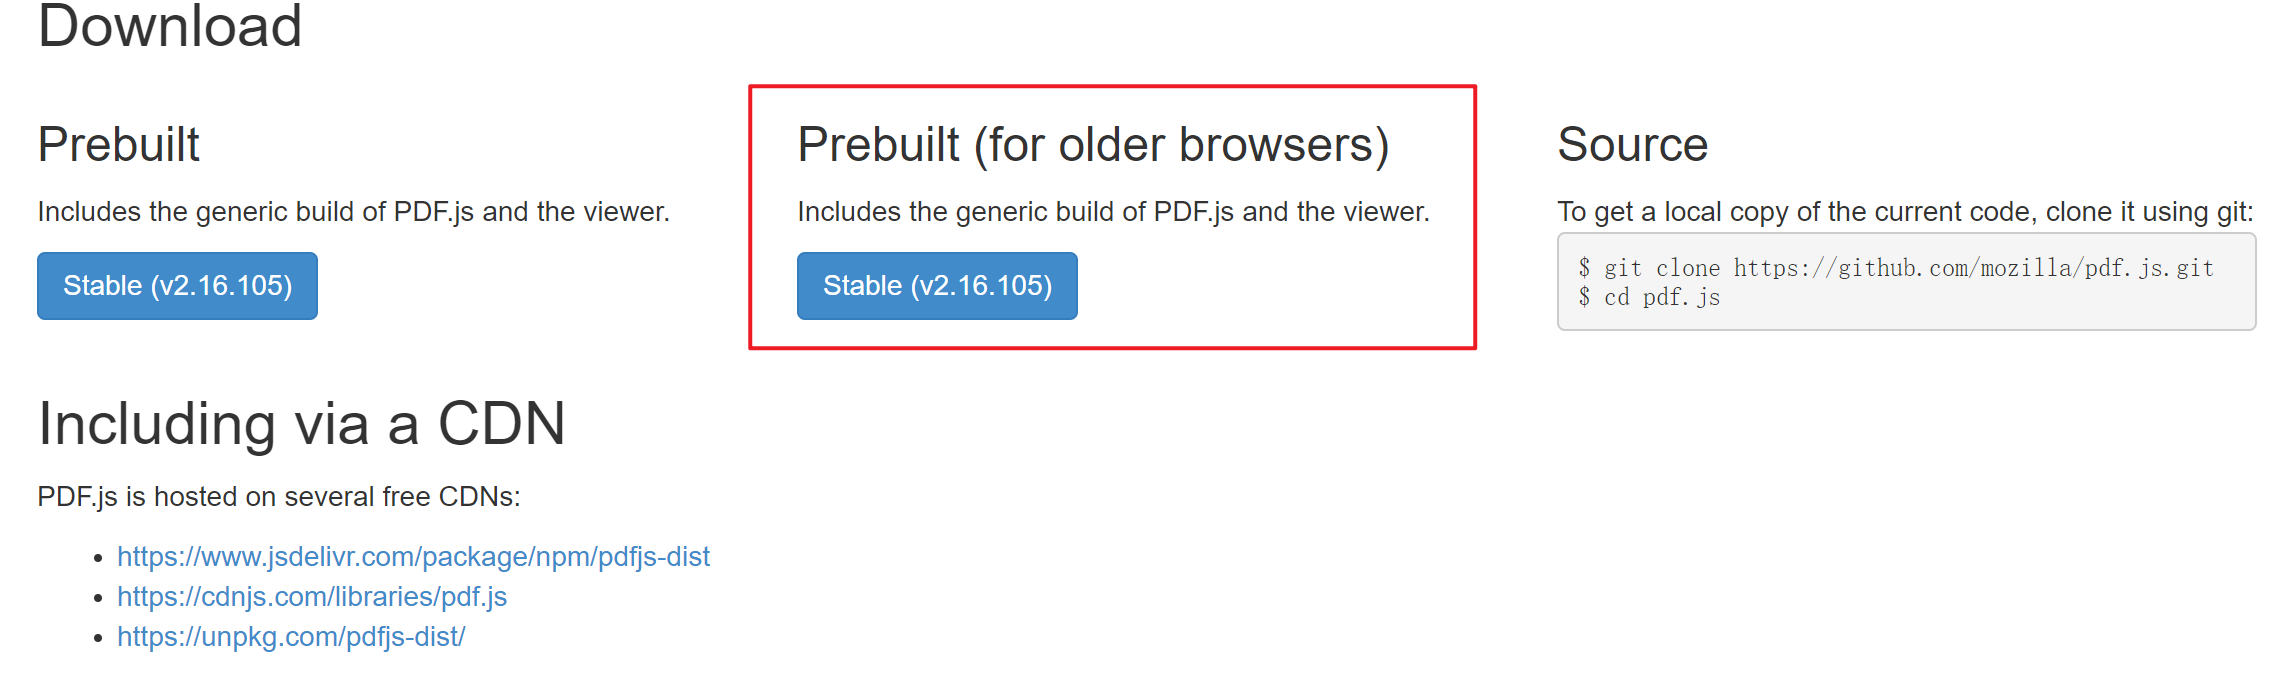 Download
Prebuilt
Includes the generic build of PDF.js and the viewer.
Stable (v2.16.105)
Prebuilt (for older browsers)
Includes the generic build of PDF.js and the viewer.
Stable (v2.16.105)
Source
To get a local copy of the current code, clone it using git:
$ git clone https://github.com/mozilla/pdf.js.git
$ cd pdf.js
Including via a CDN
PDF.js is hosted on several free CDNs:
• https://www.jsdelivr.com/package/npm/pdfjs-dist
• https://cdnjs.com/libraries/pdf.js
• https://unpkg.com/pdfjs-dist/